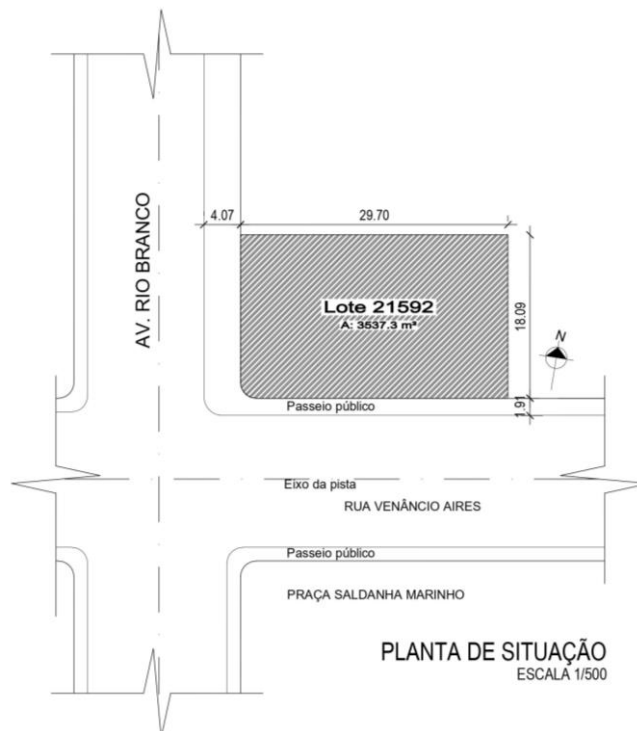 AV. RIO BRANCO
4.07
29.70
Lote 21592
A: 3537.3 m²
18.09
N
1.91
Passeio público
Eixo da pista
RUA VENÂNCIO AIRES
Passeio público
PRAÇA SALDANHA MARINHO
PLANTA DE SITUAÇÃO
ESCALA 1/500